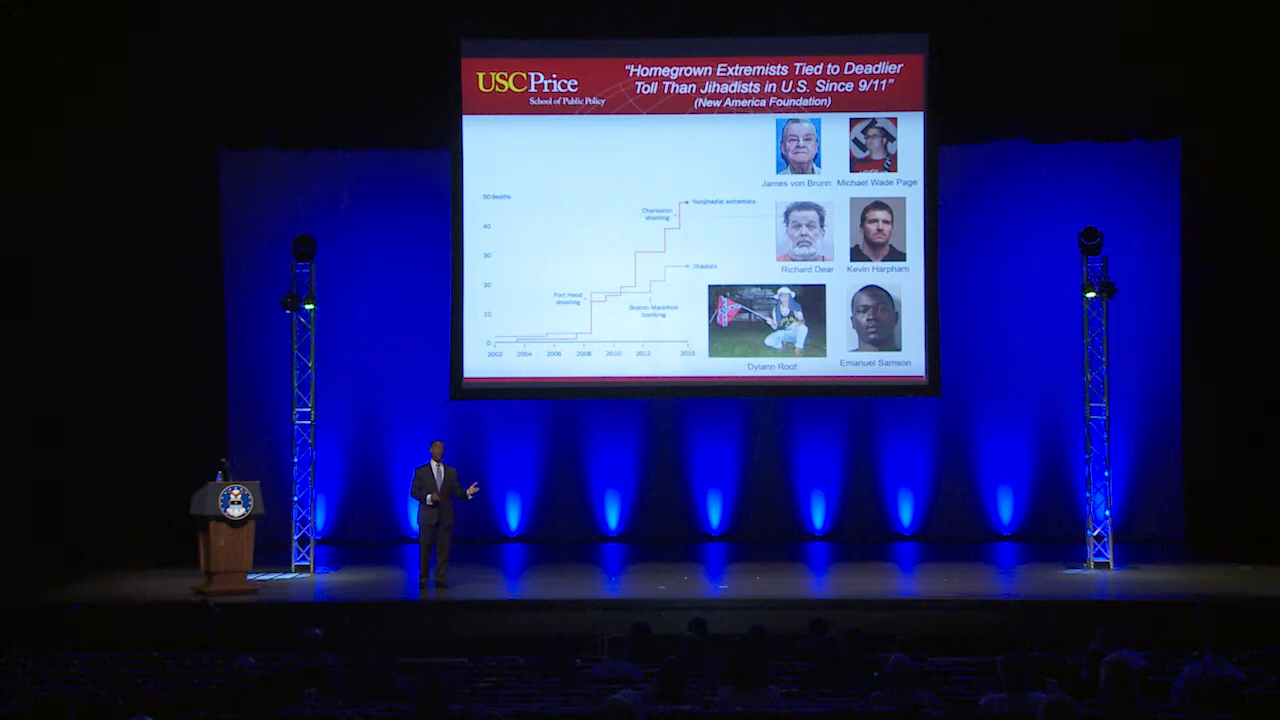 USC Price
School of Public Policy
"Homegrown Extremists Tied to Deadlier
Toll Than Jihadists in U.S. Since 9/11"
(New America Foundation)
James von Brunn
Michael Wade Page
50 deaths
40
30
20
10
0
Charleston
shooting
Nonjihadist extremists
Jihadists
Fort Hood
shooting
Boston Marathon
bombing
2002
2004
2006
2008
2010
2012
2015
Richard Dear
Kevin Harpham
Dylann Roof
Emanuel Samson